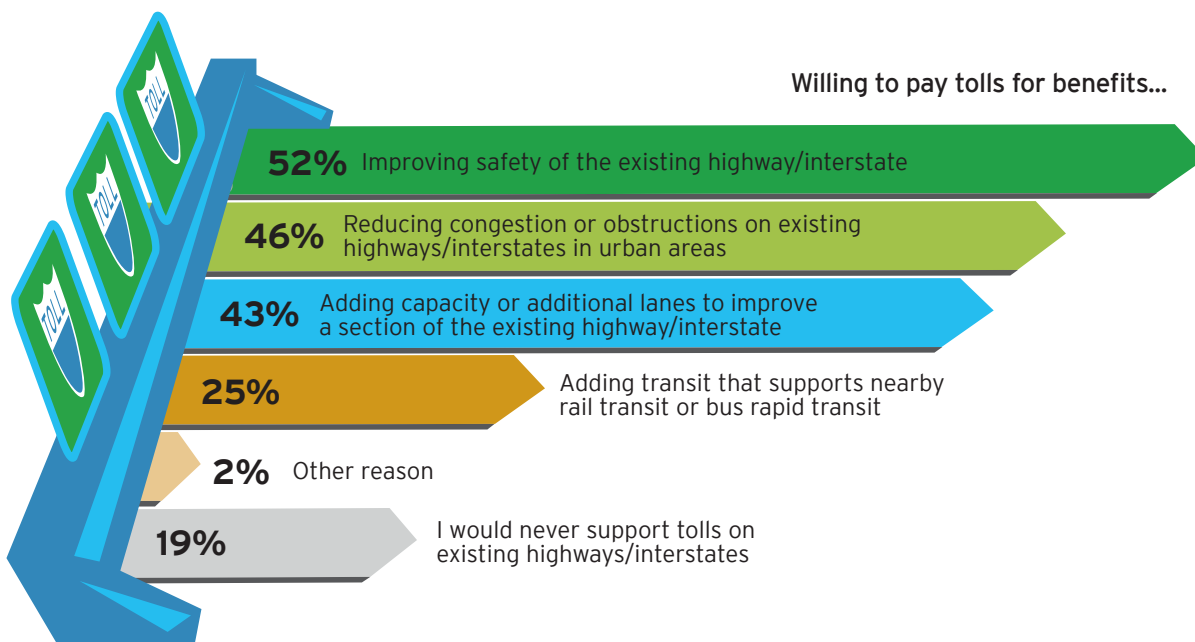 TOLL
TOLL
TOLL
Willing to pay tolls for benefits...
52% Improving safety of the existing highway/interstate
46% Reducing congestion or obstructions on existing
highways/interstates in urban areas
43% Adding capacity or additional lanes to improve
a section of the existing highway/interstate
25% Adding transit that supports nearby
rail transit or bus rapid transit
2% Other reason
19% I would never support tolls on
existing highways/interstates